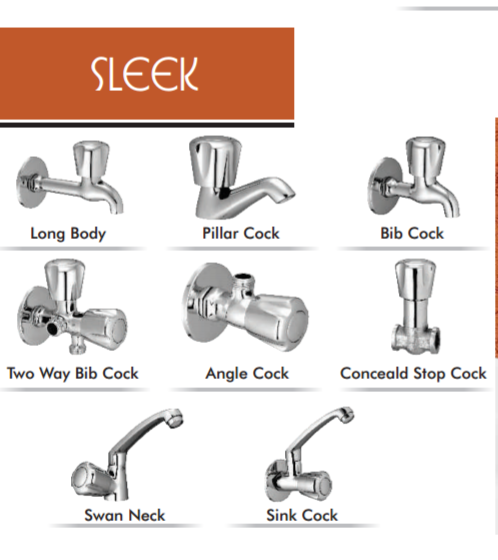 SLEEK
Long Body
Pillar Cock
Bib Cock
Two Way Bib Cock
Angle Cock
Conceald Stop Cock
Swan Neck
Sink Cock